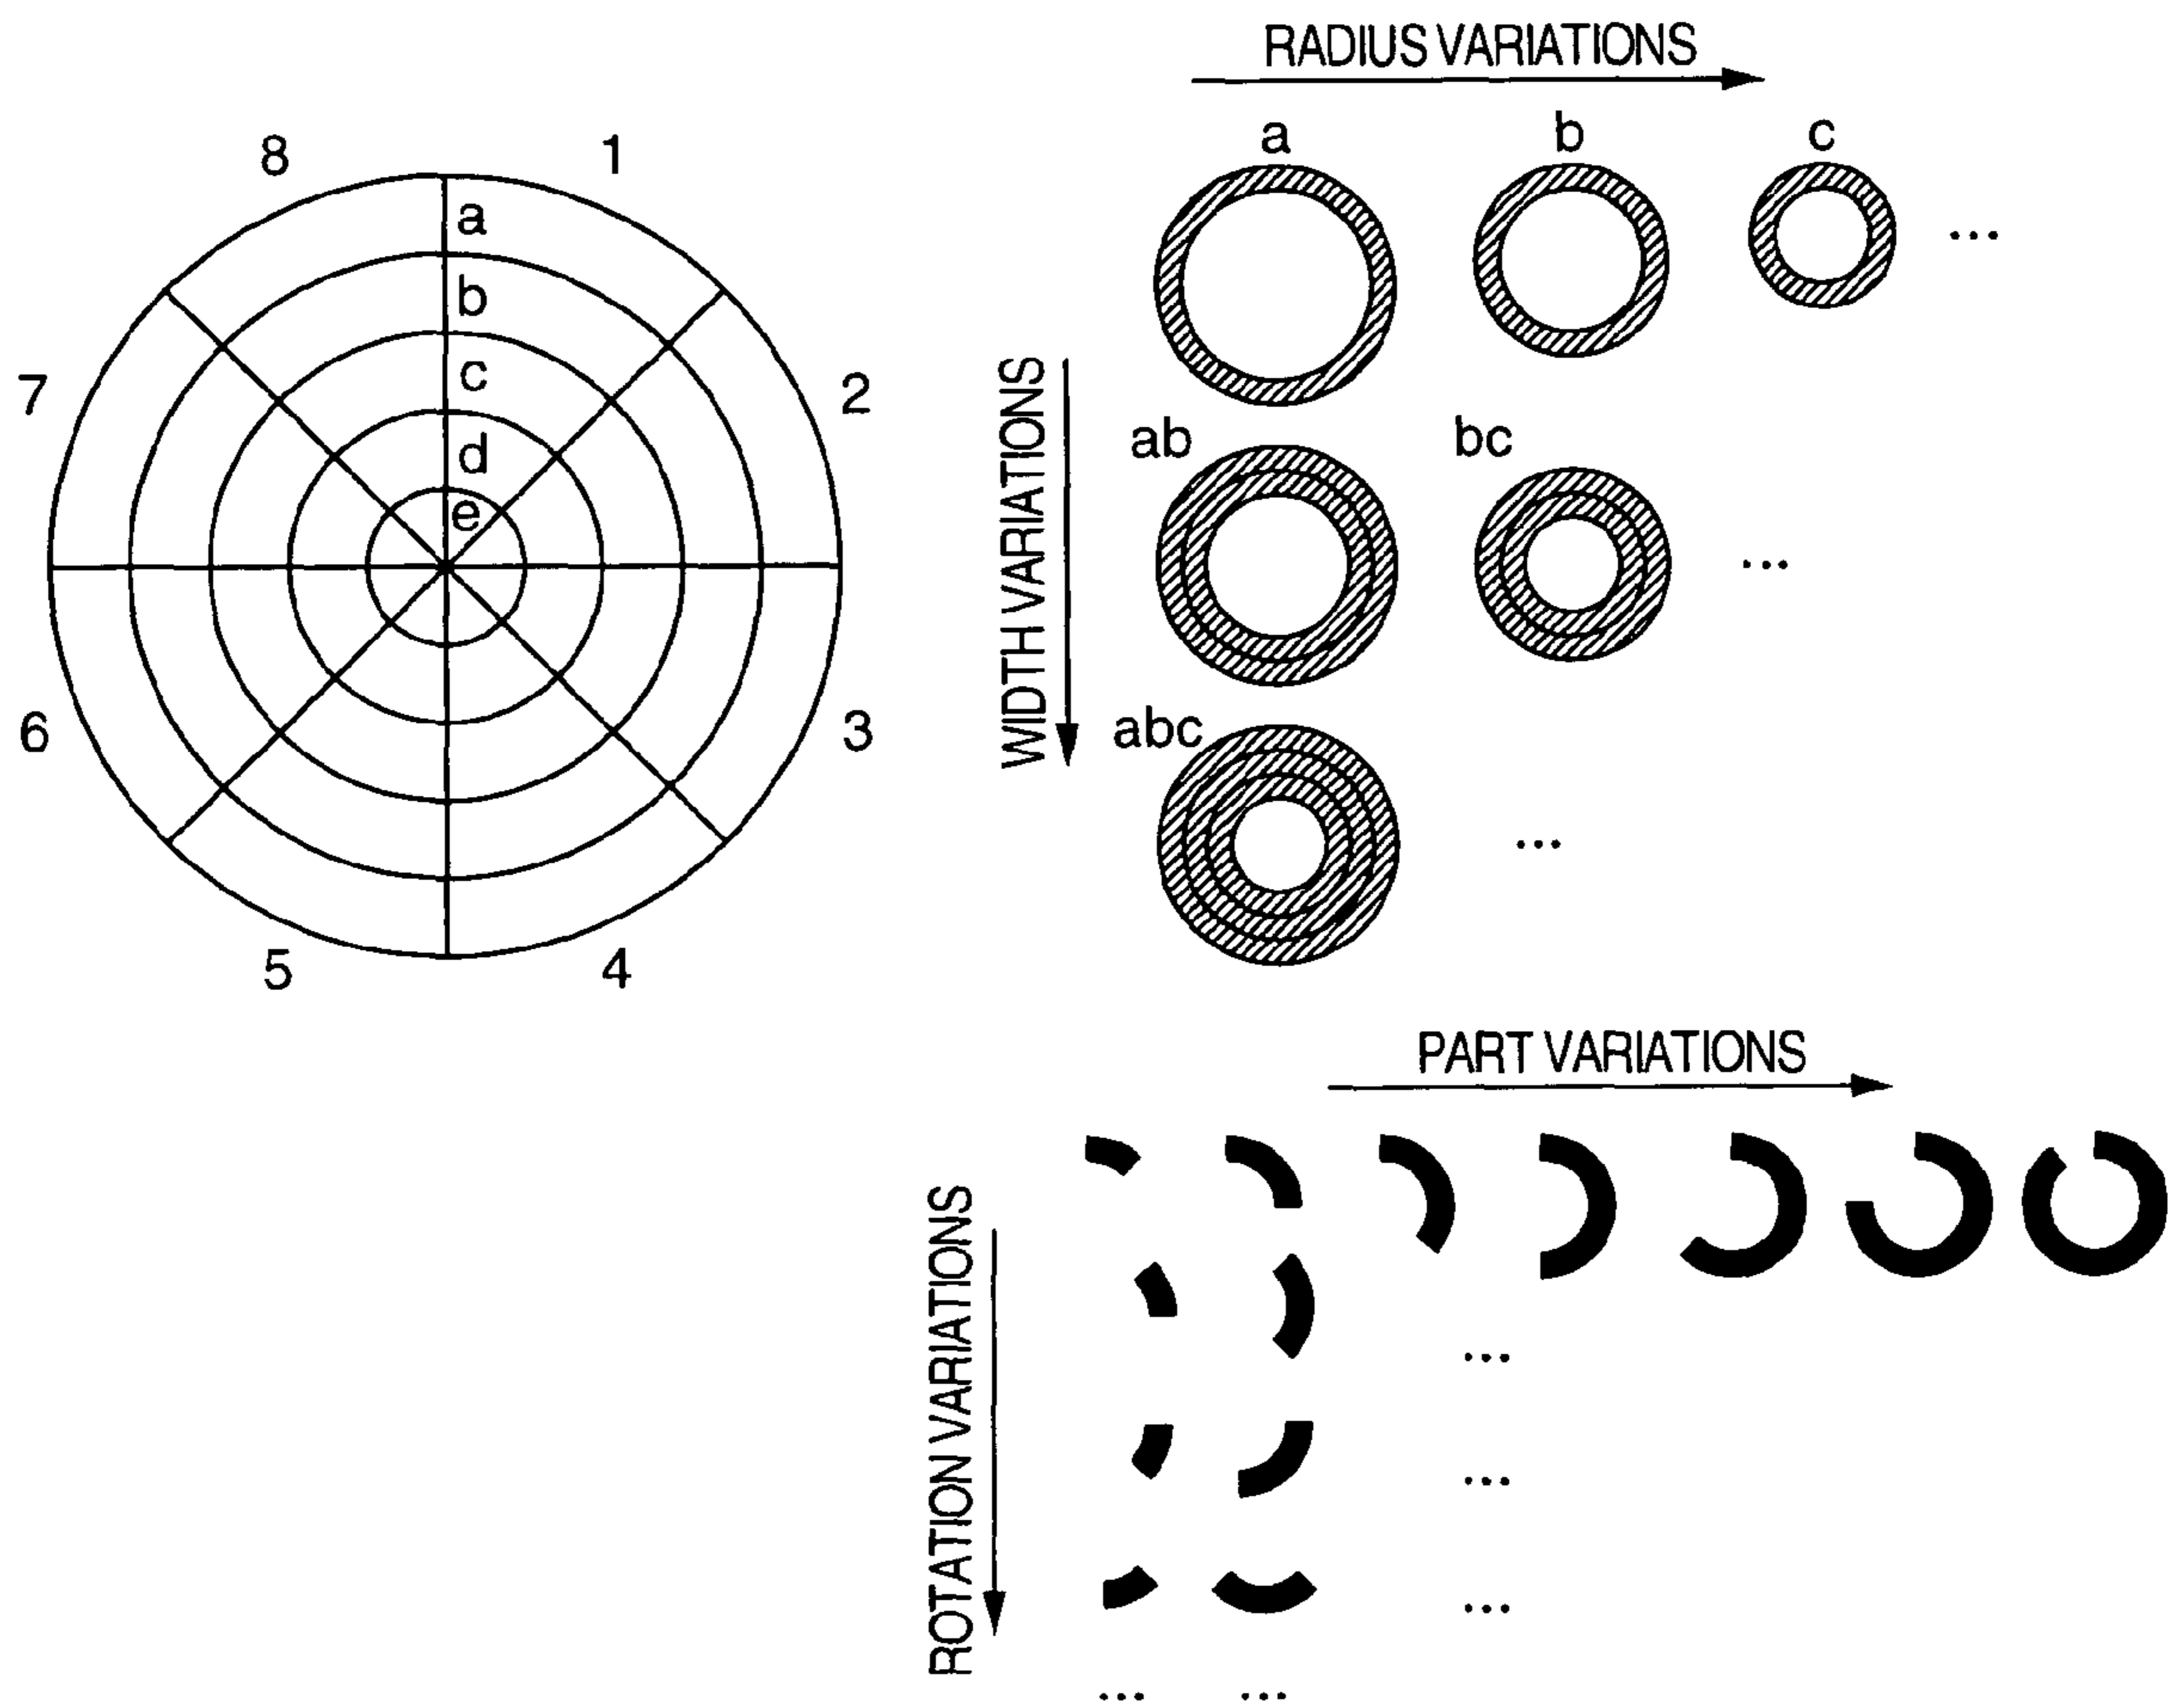 RADIUS VARIATIONS
a b c
...
8 1
a
b
c
d
e
7 2
6 3
5 4
WIDTH VARIATIONS
ab bc
...
abc
...
PART VARIATIONS
ROTATION VARIATIONS
...
...
...
... ...